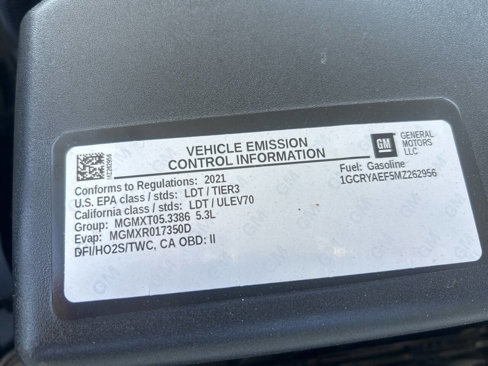 VEHICLE EMISSION
CONTROL INFORMATION
GM
GENERAL
MOTORS
LLC
Conforms to Regulations: 2021
U.S. EPA class / stds: LDT / TIER3
California class / stds: LDT / ULEV70
Group: MGMXT05.3386 5.3L
Evap: MGMXR017350D
DFI/HO2S/TWC, CA OBD: II
Fuel: Gasoline
1GCRYAEF5MZ262956